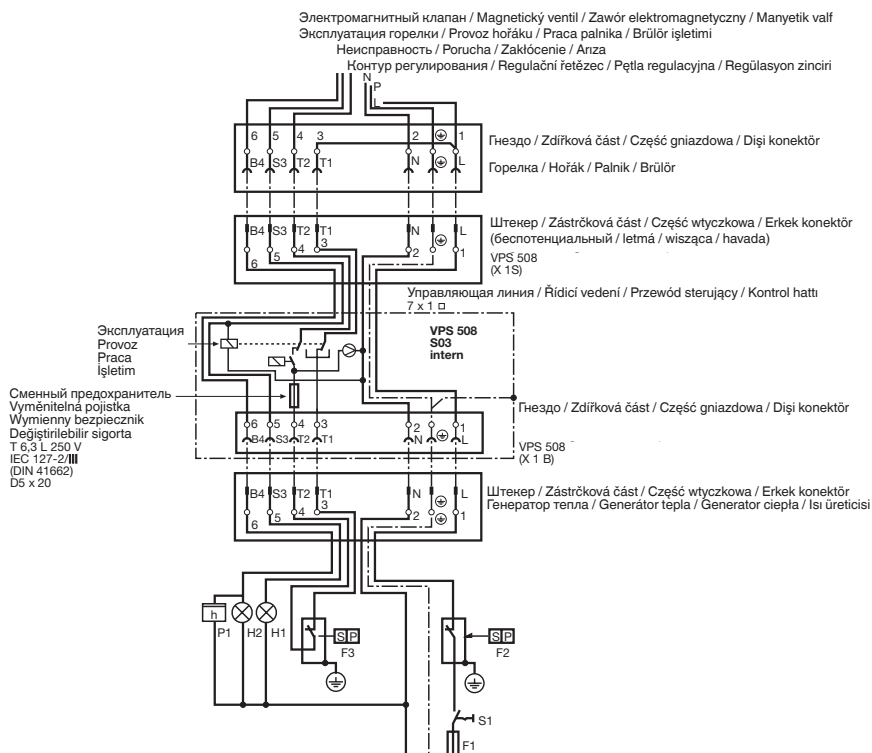 Электромагнитный клапан / Magnetický ventil / Zawór elektromagnetyczny / Manyetik valf
Эксплуатация горелки / Provoz hořáku / Praca palnika / Brülör işletimi
Неисправность / Porucha / Zakłócenie / Arıza
Контур регулирования / Regulační řetězec / Pętla regulacyjna / Regülasyon zinciri
N
P
L
6 5 4 3 2 1
Гнездо / Zdířková část / Część gniazdowa / Dişi konektör
B4 S3 T2 T1 N L
Горелка / Hořák / Palnik / Brülör
Штекер / Zástrčková část / Część wtyczkowa / Erkek konektör
(беспотенциальный / letmá / wisząca / havada)
B4 S3 T2 T1 N L
6 5 4 3 2 1
VPS 508
(X 1S)
Управляющая линия / Řídicí vedení / Przewód sterujący / Kontrol hattı
7 x 1
VPS 508
S03
intern
Эксплуатация
Provoz
Praca
İşletim
Сменный предохранитель
Vyměnitelná pojistka
Wymienny bezpiecznik
Değiştirilebilir sigorta
T 6,3 L 250 V
IEC 127-2/III
(DIN 41662)
D5 x 20
Гнездо / Zdířková část / Część gniazdowa / Dişi konektör
6 5 4 3 2 1
B4 S3 T2 T1 N L
VPS 508
(X 1 B)
Штекер / Zástrčková část / Część wtyczkowa / Erkek konektör
Генератор тепла / Generátor tepla / Generator ciepła / Isı üreticisi
B4 S3 T2 T1 N L
6 5 4 3 2 1
h
P1 H2 H1
S P
F3
S P
F2
S1
F1